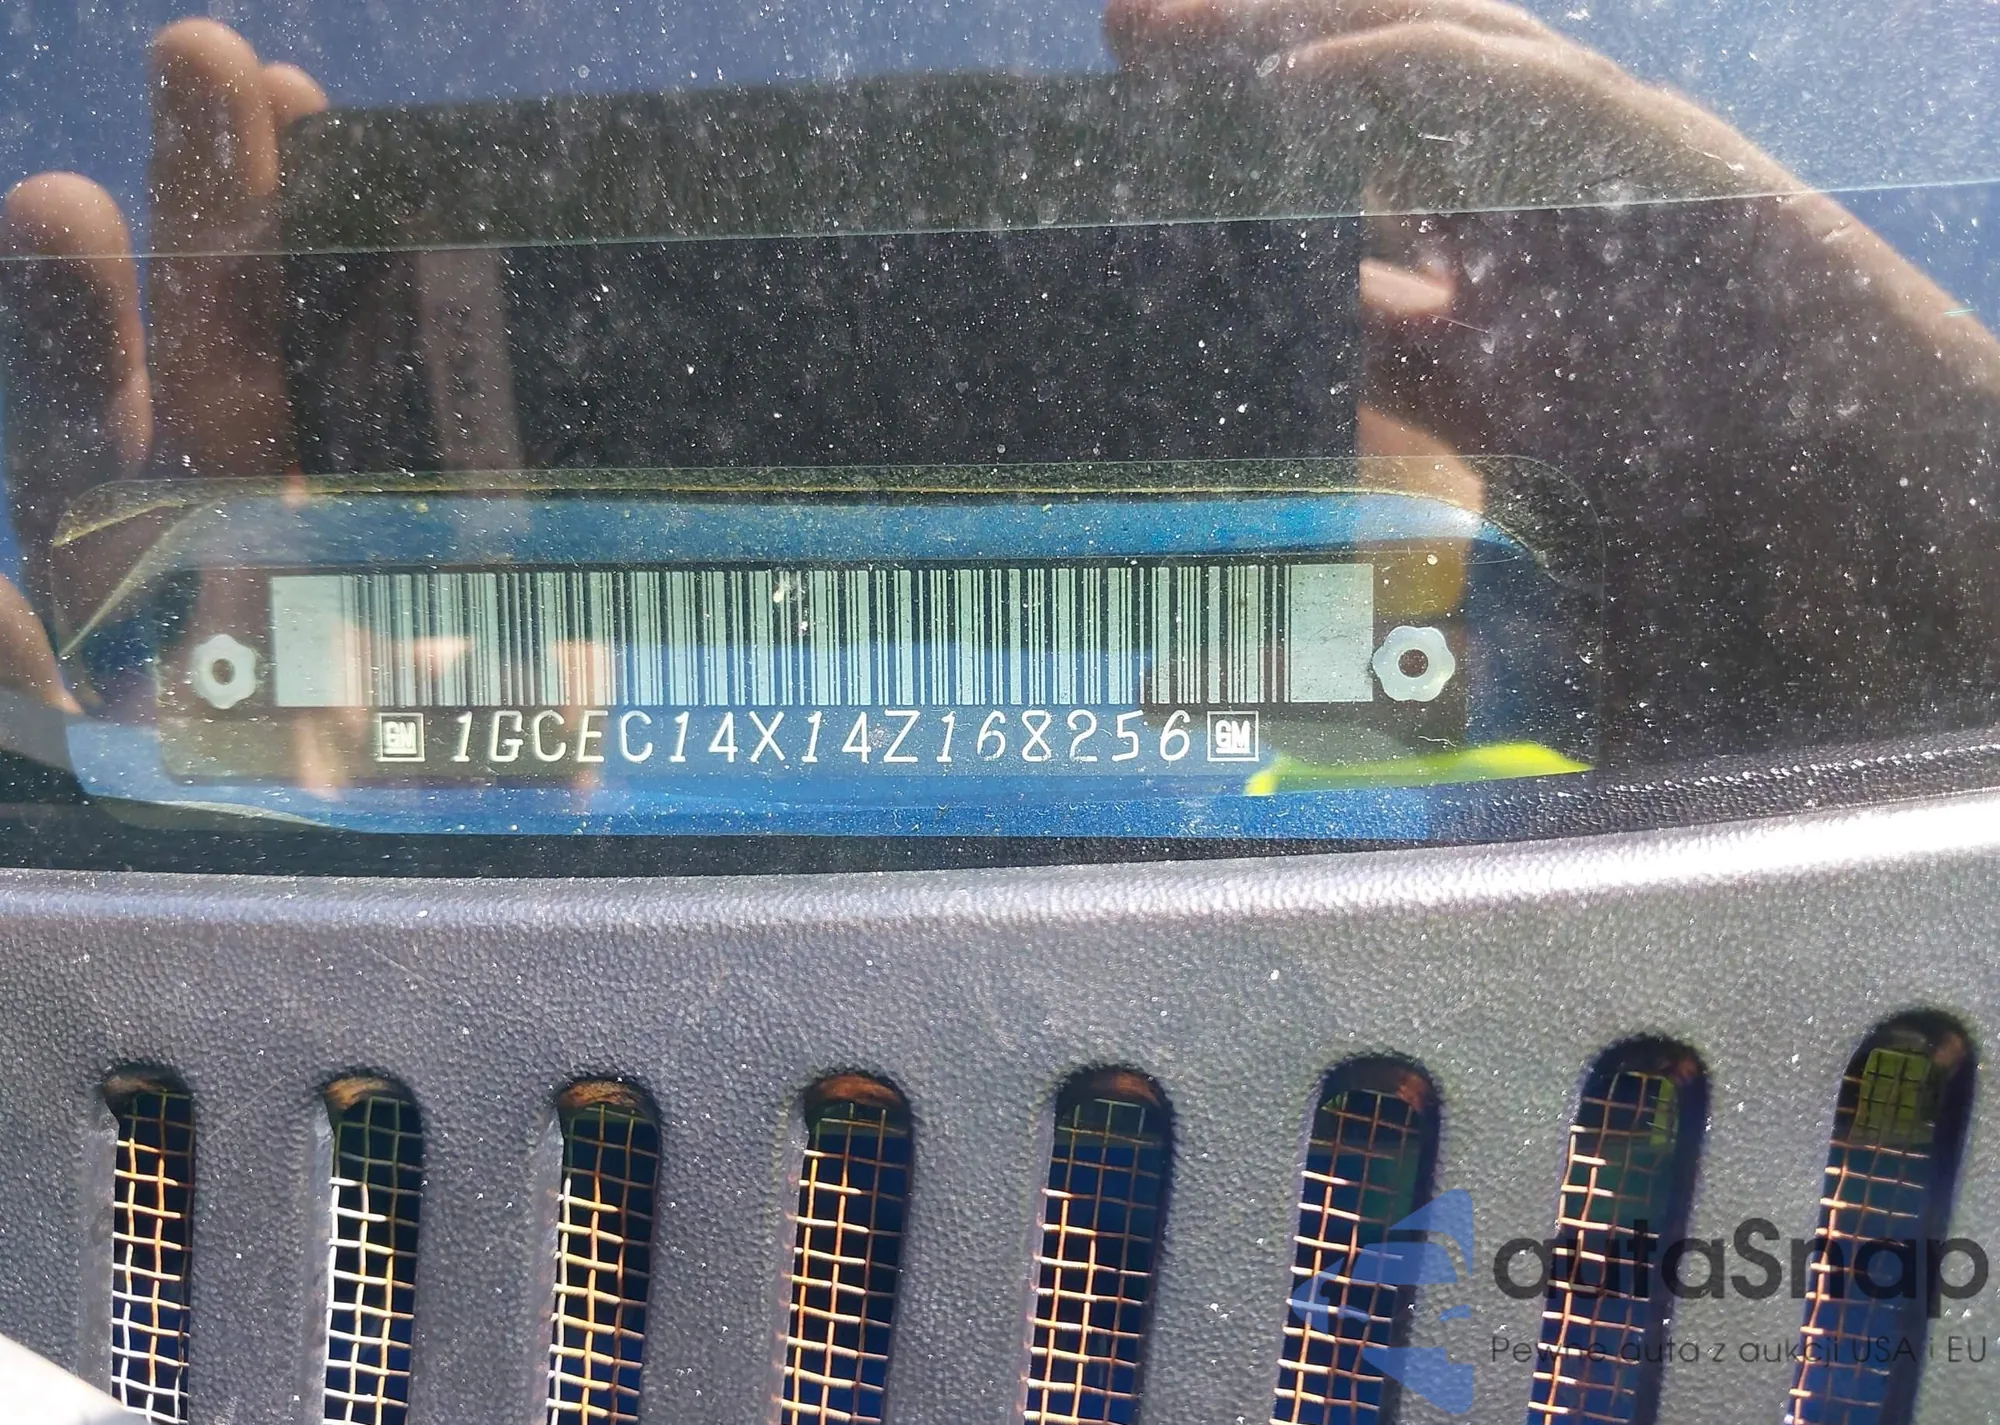 GM 1GCEC14X14Z168256 GM
autaSnap
Pewne auta z aukcji USA i EU